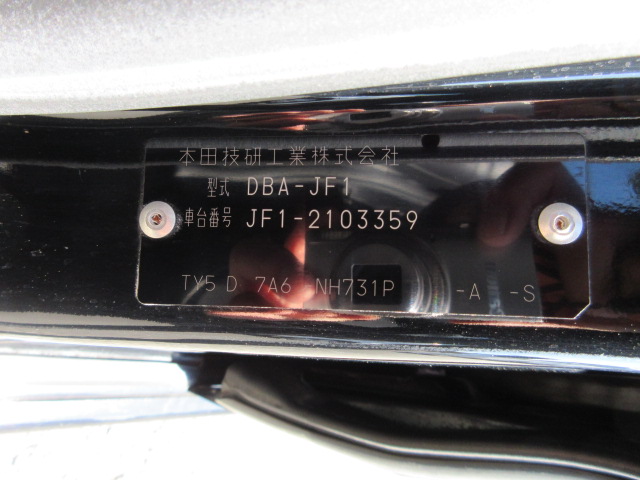 本田技研工業株式会社
型式 DBA-JF1
車台番号 JF1-2103359
TY5 D 7A6 NH731P -A -S